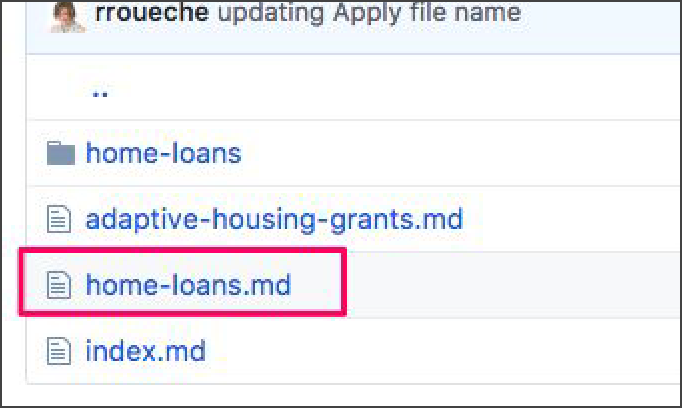 rroueche updating Apply file name
..
home-loans
adaptive-housing-grants.md
home-loans.md
index.md